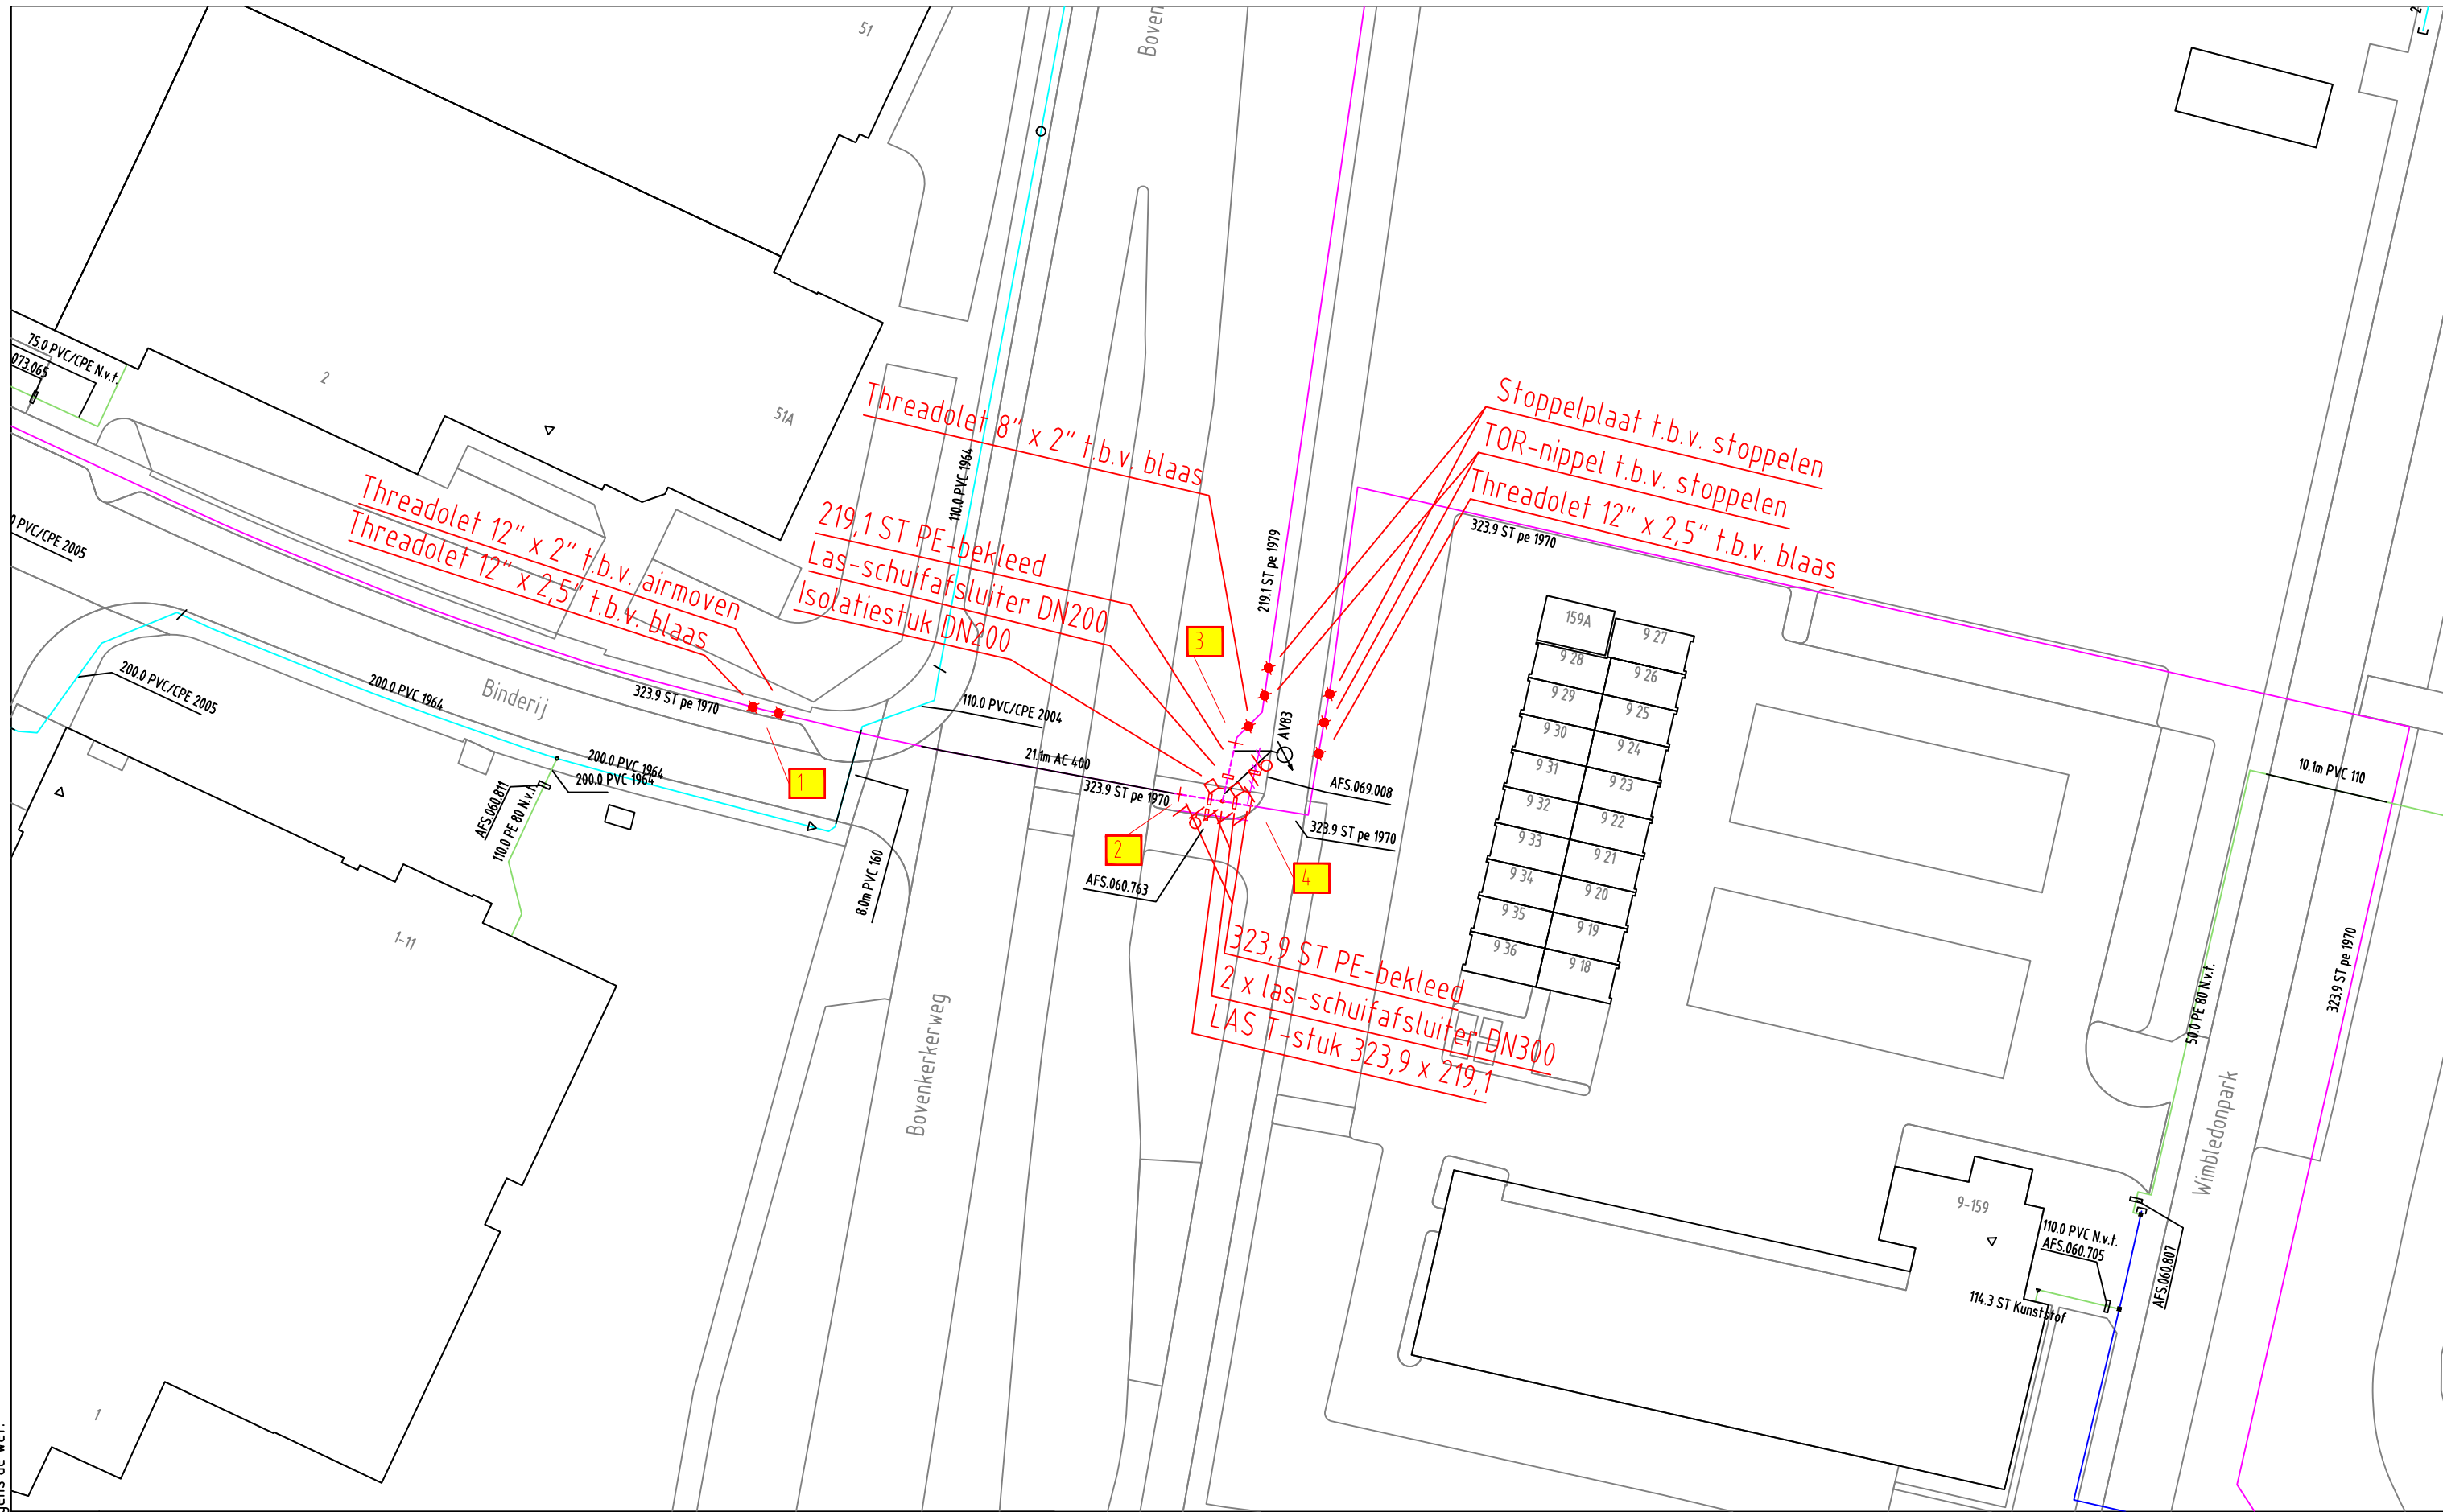 51
Boven
2
75.0 PVC/CPE N.v.t.
073.065
2
51A
Threadolet 8" x 2" t.b.v. blaas
110.0 PVC 1964
Stoppelplaat t.b.v. stoppelen
TOR-nippel t.b.v. stoppelen
Threadolet 12" x 2,5" t.b.v. blaas
323.9 ST pe 1970
Threadolet 12" x 2" t.b.v. airmoven
Threadolet 12" x 2,5" t.b.v. blaas
219,1 ST PE-bekleed
Las-schuifafsluiter DN200
Isolatiestuk DN200
219.1 ST pe 1979
PVC/CPE 2005
200.0 PVC/CPE 2005
200.0 PVC 1964
Binderij
323.9 ST pe 1970
110.0 PVC/CPE 2004
3
AV83
159A
9 27
9 28
9 26
9 29
9 25
9 30
9 24
9 31
9 23
9 32
9 22
9 33
9 21
9 34
9 20
9 35
9 19
9 36
9 18
200.0 PVC 1964
200.0 PVC 1964
1
21.1m AC 400
323.9 ST pe 1970
AFS.069.008
323.9 ST pe 1970
10.1m PVC 110
AFS.060.811
110.0 PE 80 N.v.t.
8.0m PVC 160
2
AFS.060.763
4
1-11
323,9 ST PE-bekleed
2 x las-schuifafsluiter DN300
LAS T-stuk 323,9 x 219,1
Bovenkerkerweg
50.0 PE 80 N.v.t.
323.9 ST pe 1970
Wimbledonpark
9-159
110.0 PVC N.v.t.
AFS.060.705
AFS.060.807
114.3 ST Kunststof
1